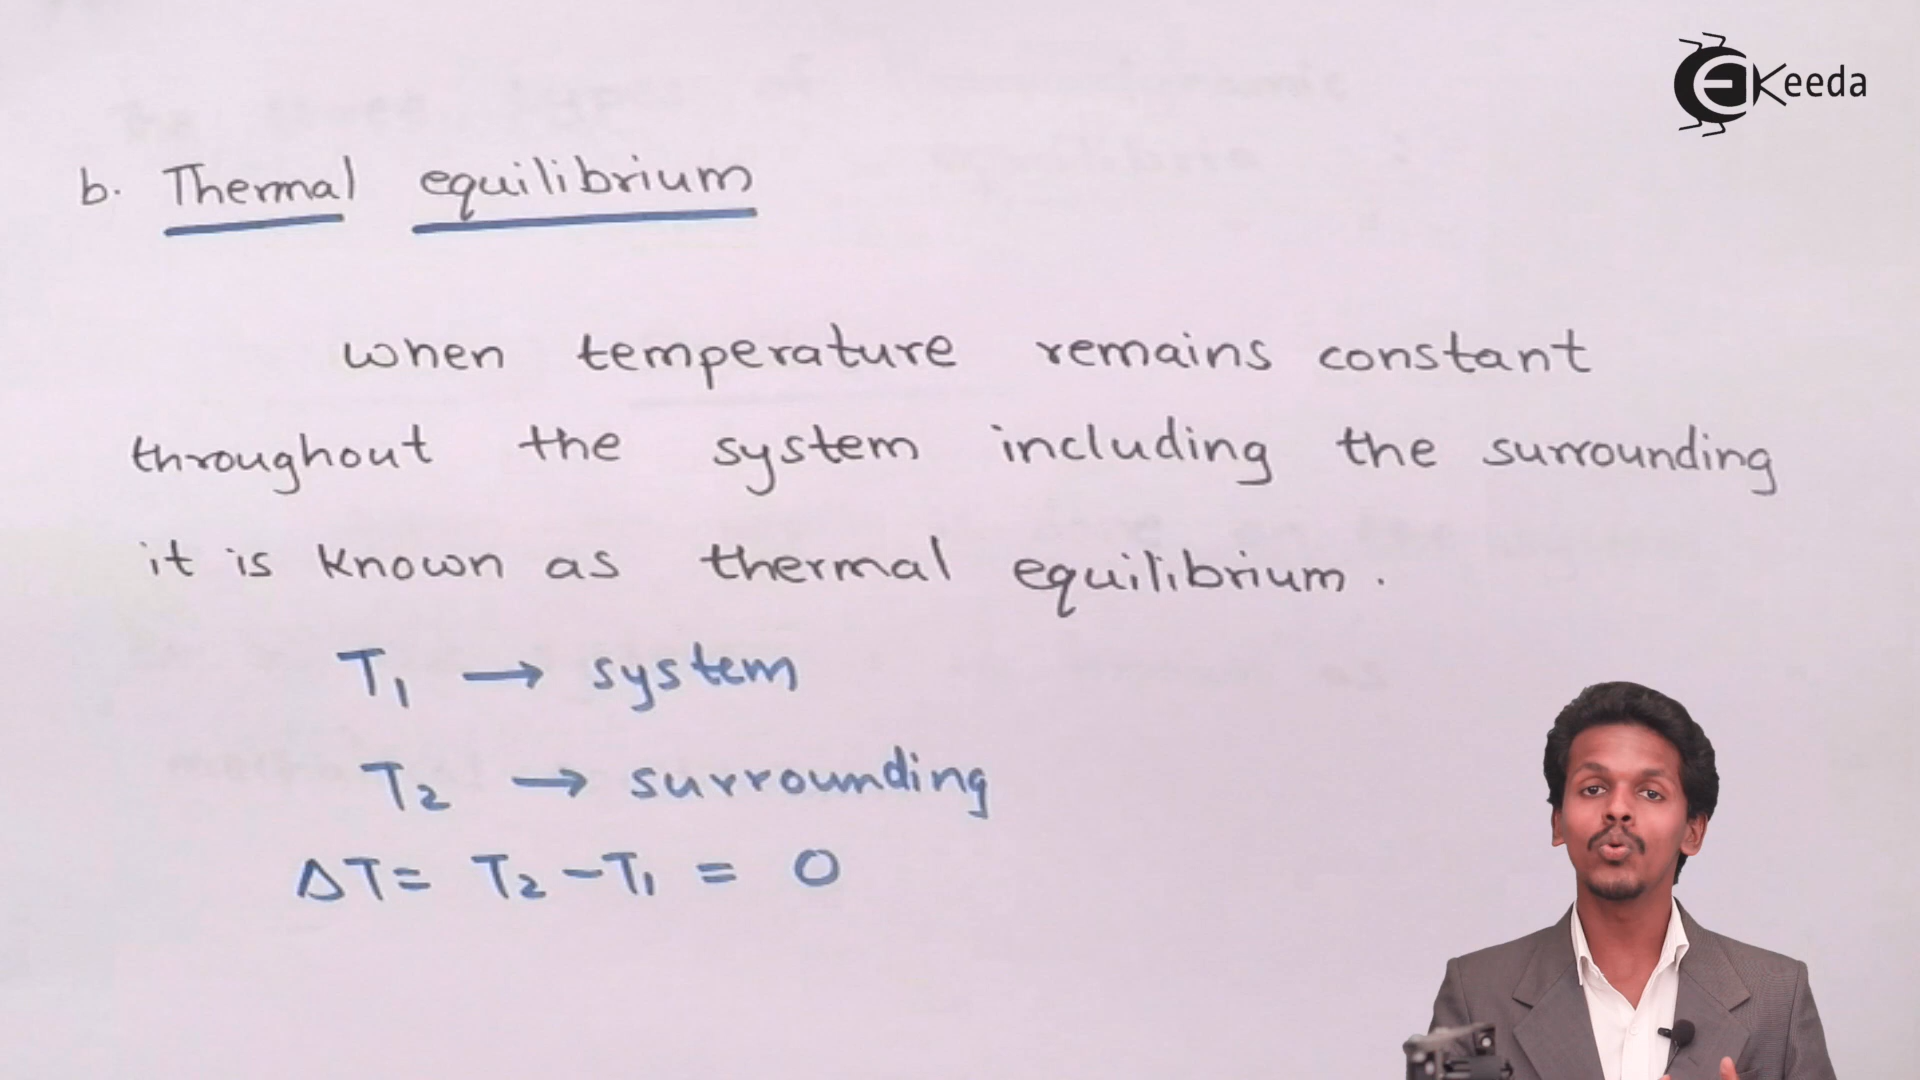 EKeeda
b. Thermal equilibrium
when temperature remains constant
throughout the system including the surrounding
it is known as thermal equilibrium.
T₁ → system
T₂ → surrounding
ΔT = T₂ - T₁ = 0